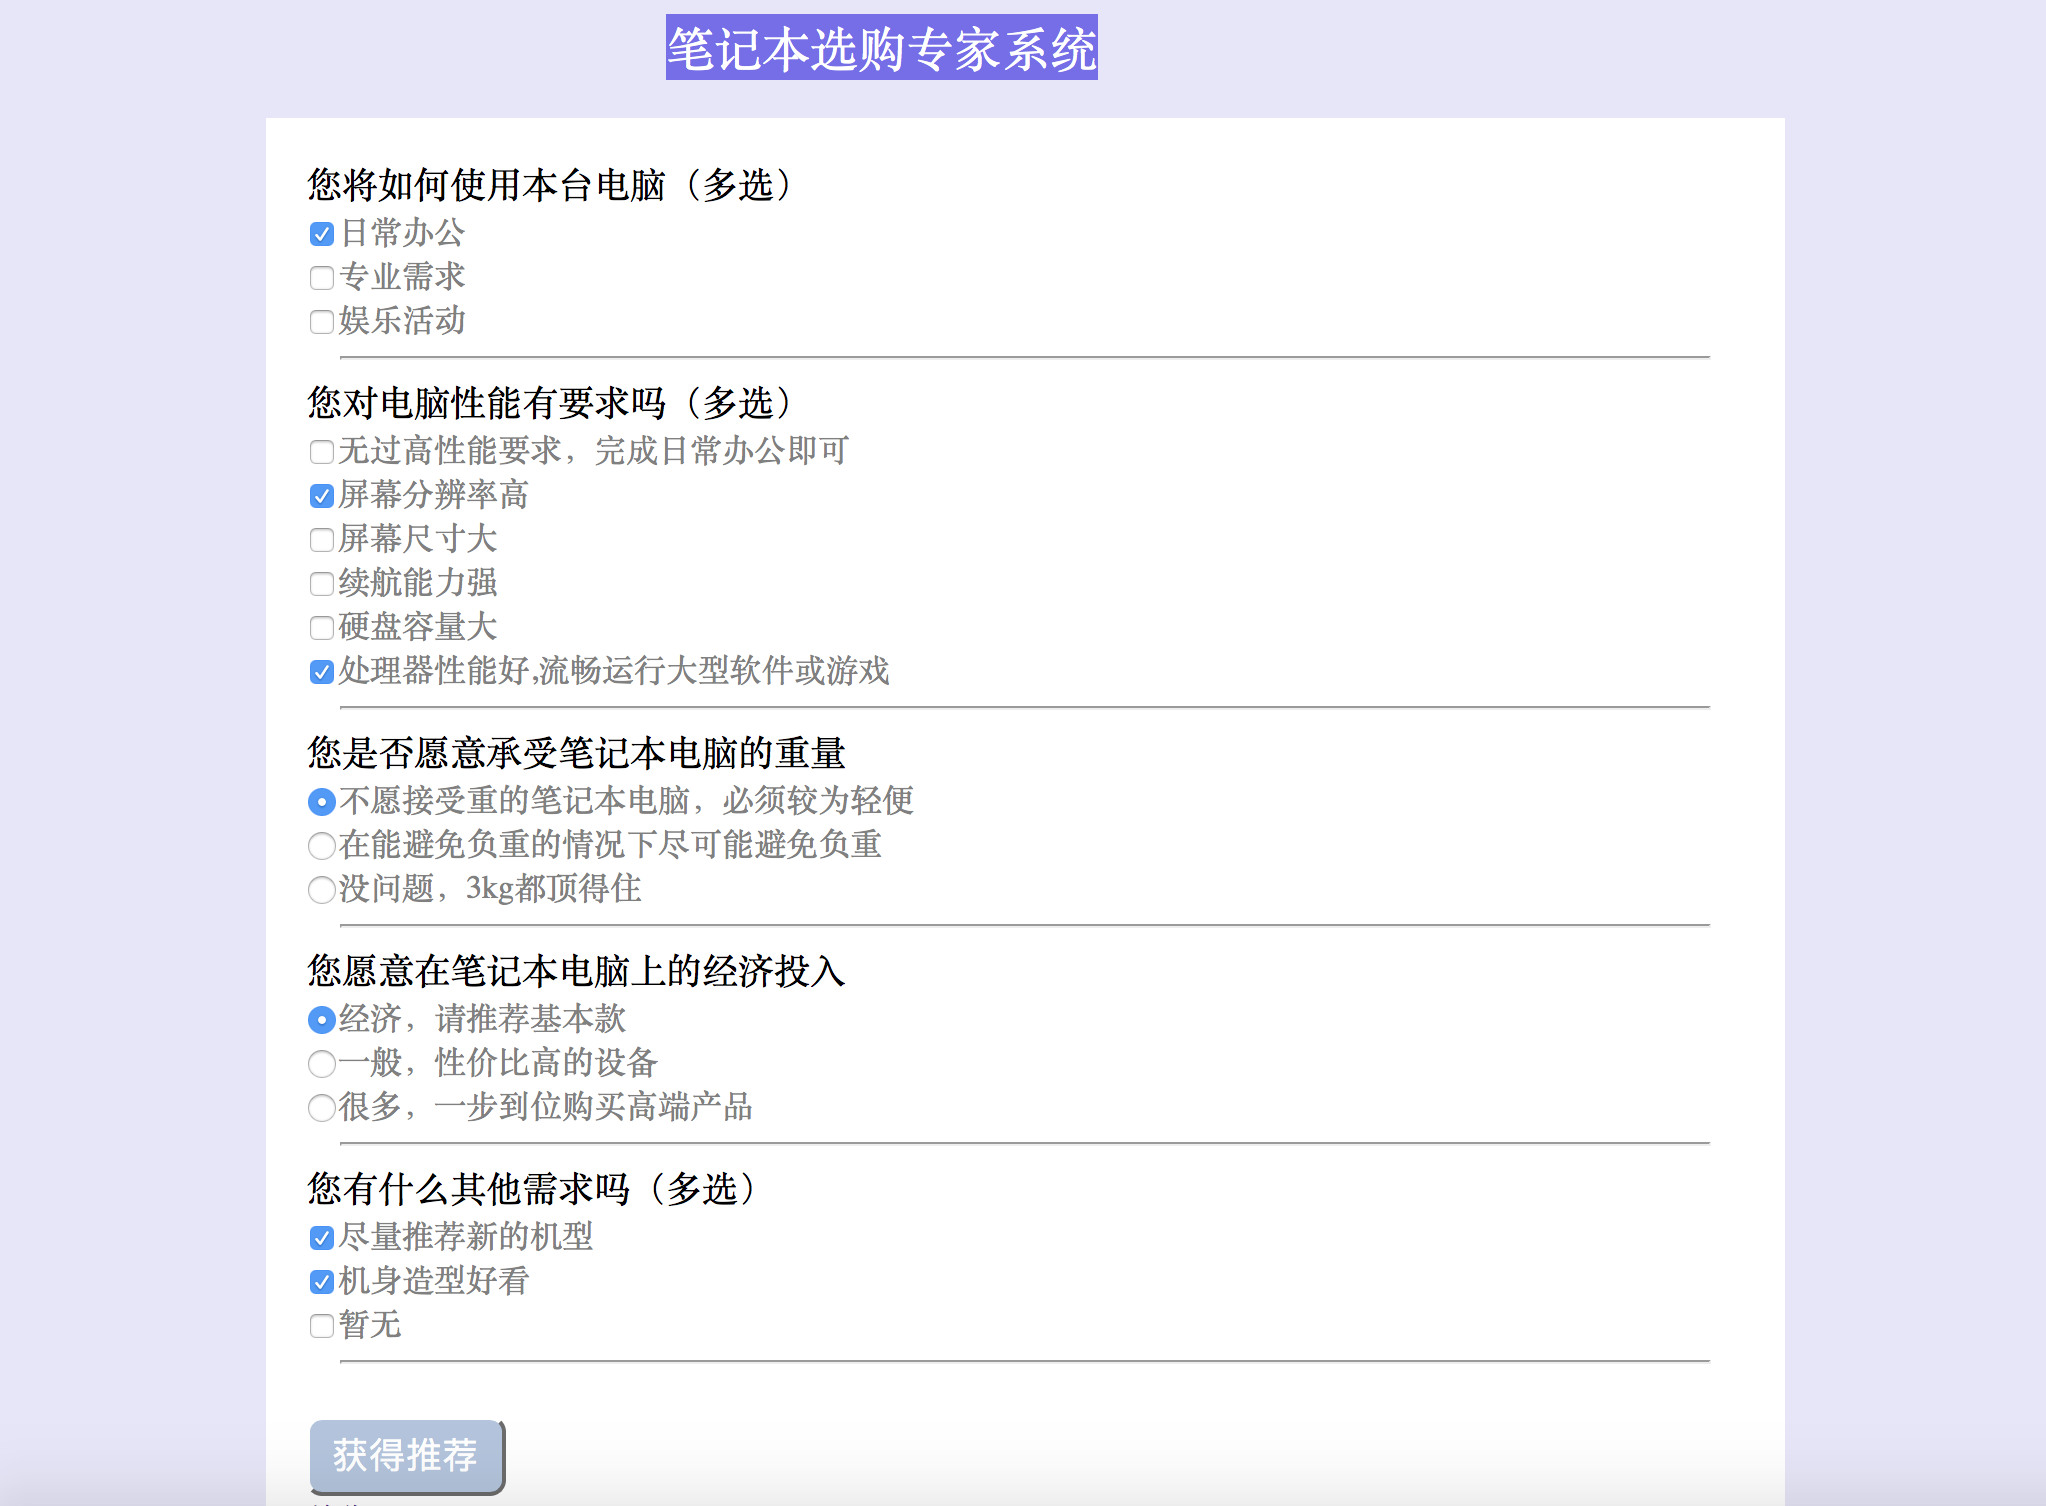 笔记本选购专家系统
您将如何使用本台电脑（多选）
日常办公
专业需求
娱乐活动
您对电脑性能有要求吗（多选）
无过高性能要求，完成日常办公即可
屏幕分辨率高
屏幕尺寸大
续航能力强
硬盘容量大
处理器性能好,流畅运行大型软件或游戏
您是否愿意承受笔记本电脑的重量
不愿接受重的笔记本电脑，必须较为轻便
在能避免负重的情况下尽可能避免负重
没问题，3kg都顶得住
您愿意在笔记本电脑上的经济投入
经济，请推荐基本款
一般，性价比高的设备
很多，一步到位购买高端产品
您有什么其他需求吗（多选）
尽量推荐新的机型
机身造型好看
暂无
获得推荐